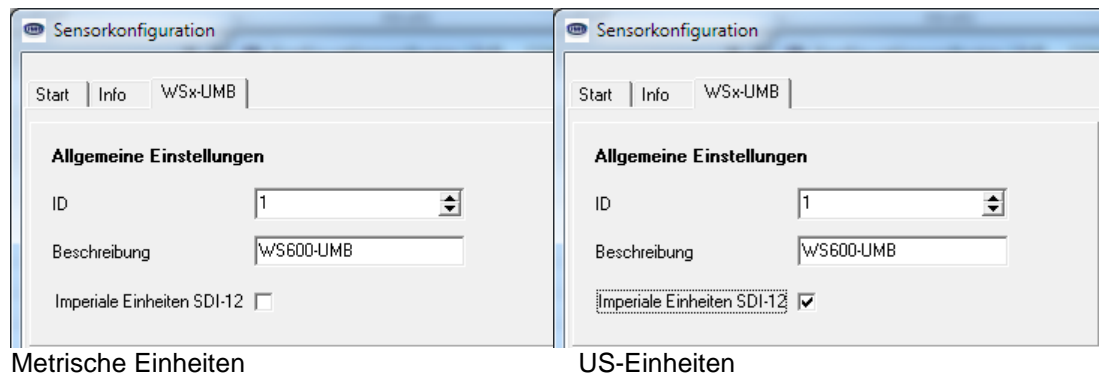 Sensorkonfiguration
Start Info WSx-UMB
Allgemeine Einstellungen
ID 1
Beschreibung WS600-UMB
Imperiale Einheiten SDI-12
Metrische Einheiten
Sensorkonfiguration
Start Info WSx-UMB
Allgemeine Einstellungen
ID 1
Beschreibung WS600-UMB
Imperiale Einheiten SDI-12
US-Einheiten